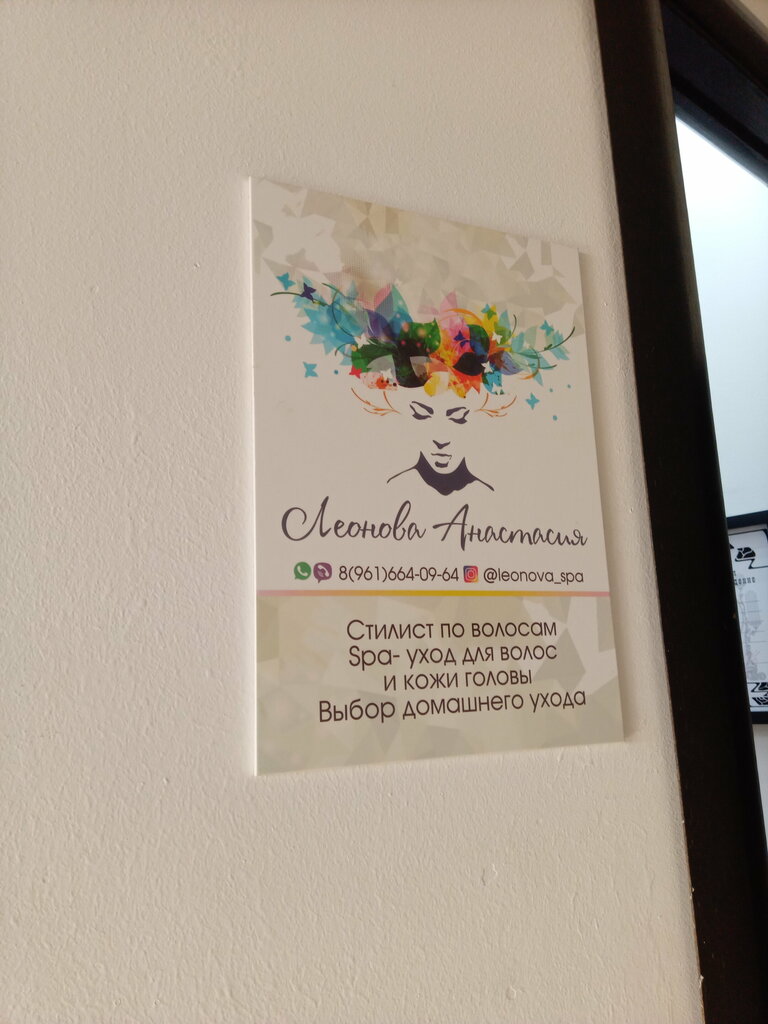 Леонова Анастасия
8(961)664-09-64 @leonova_spa
Стилист по волосам
Spa- уход для волос
и кожи головы
Выбор домашнего ухода